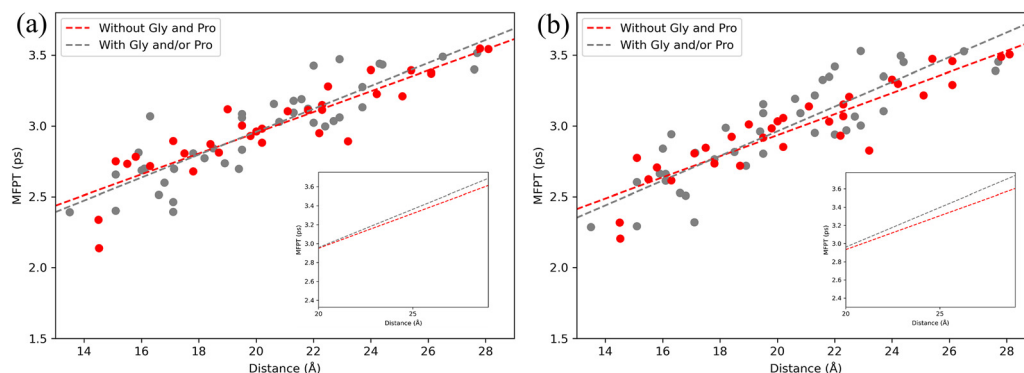 (a)
Without Gly and Pro
With Gly and/or Pro
3.5
3.0
2.5
2.0
1.5
MFPT (ps)
14 16 18 20 22 24 26 28
Distance (Å)
3.6
3.4
3.2
3.0
2.8
2.6
2.4
MFPT (ps)
20 25
Distance (Å)
(b)
Without Gly and Pro
With Gly and/or Pro
3.5
3.0
2.5
2.0
1.5
MFPT (ps)
14 16 18 20 22 24 26 28
Distance (Å)
3.6
3.4
3.2
3.0
2.8
2.6
2.4
MFPT (ps)
20 25
Distance (Å)